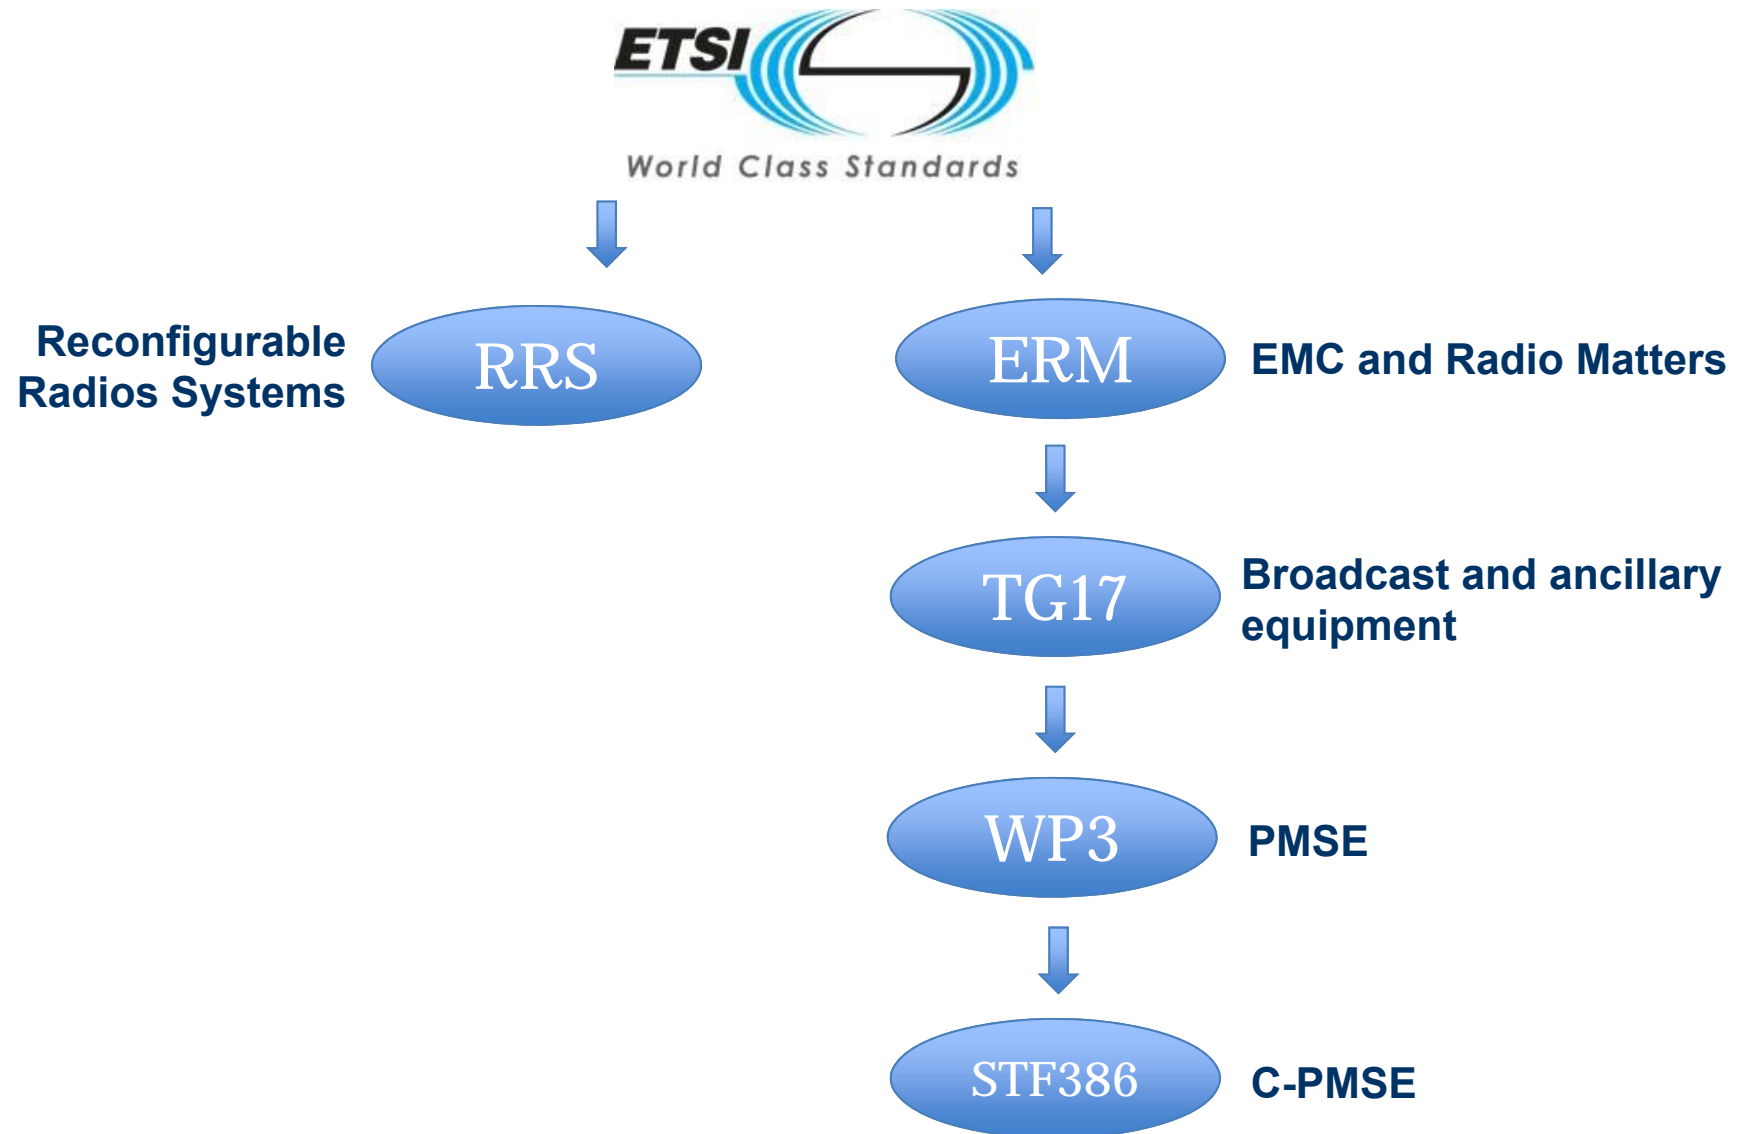 ETSI
World Class Standards
Reconfigurable
Radios Systems
RRS
ERM
EMC and Radio Matters
TG17
Broadcast and ancillary
equipment
WP3
PMSE
STF386
C-PMSE